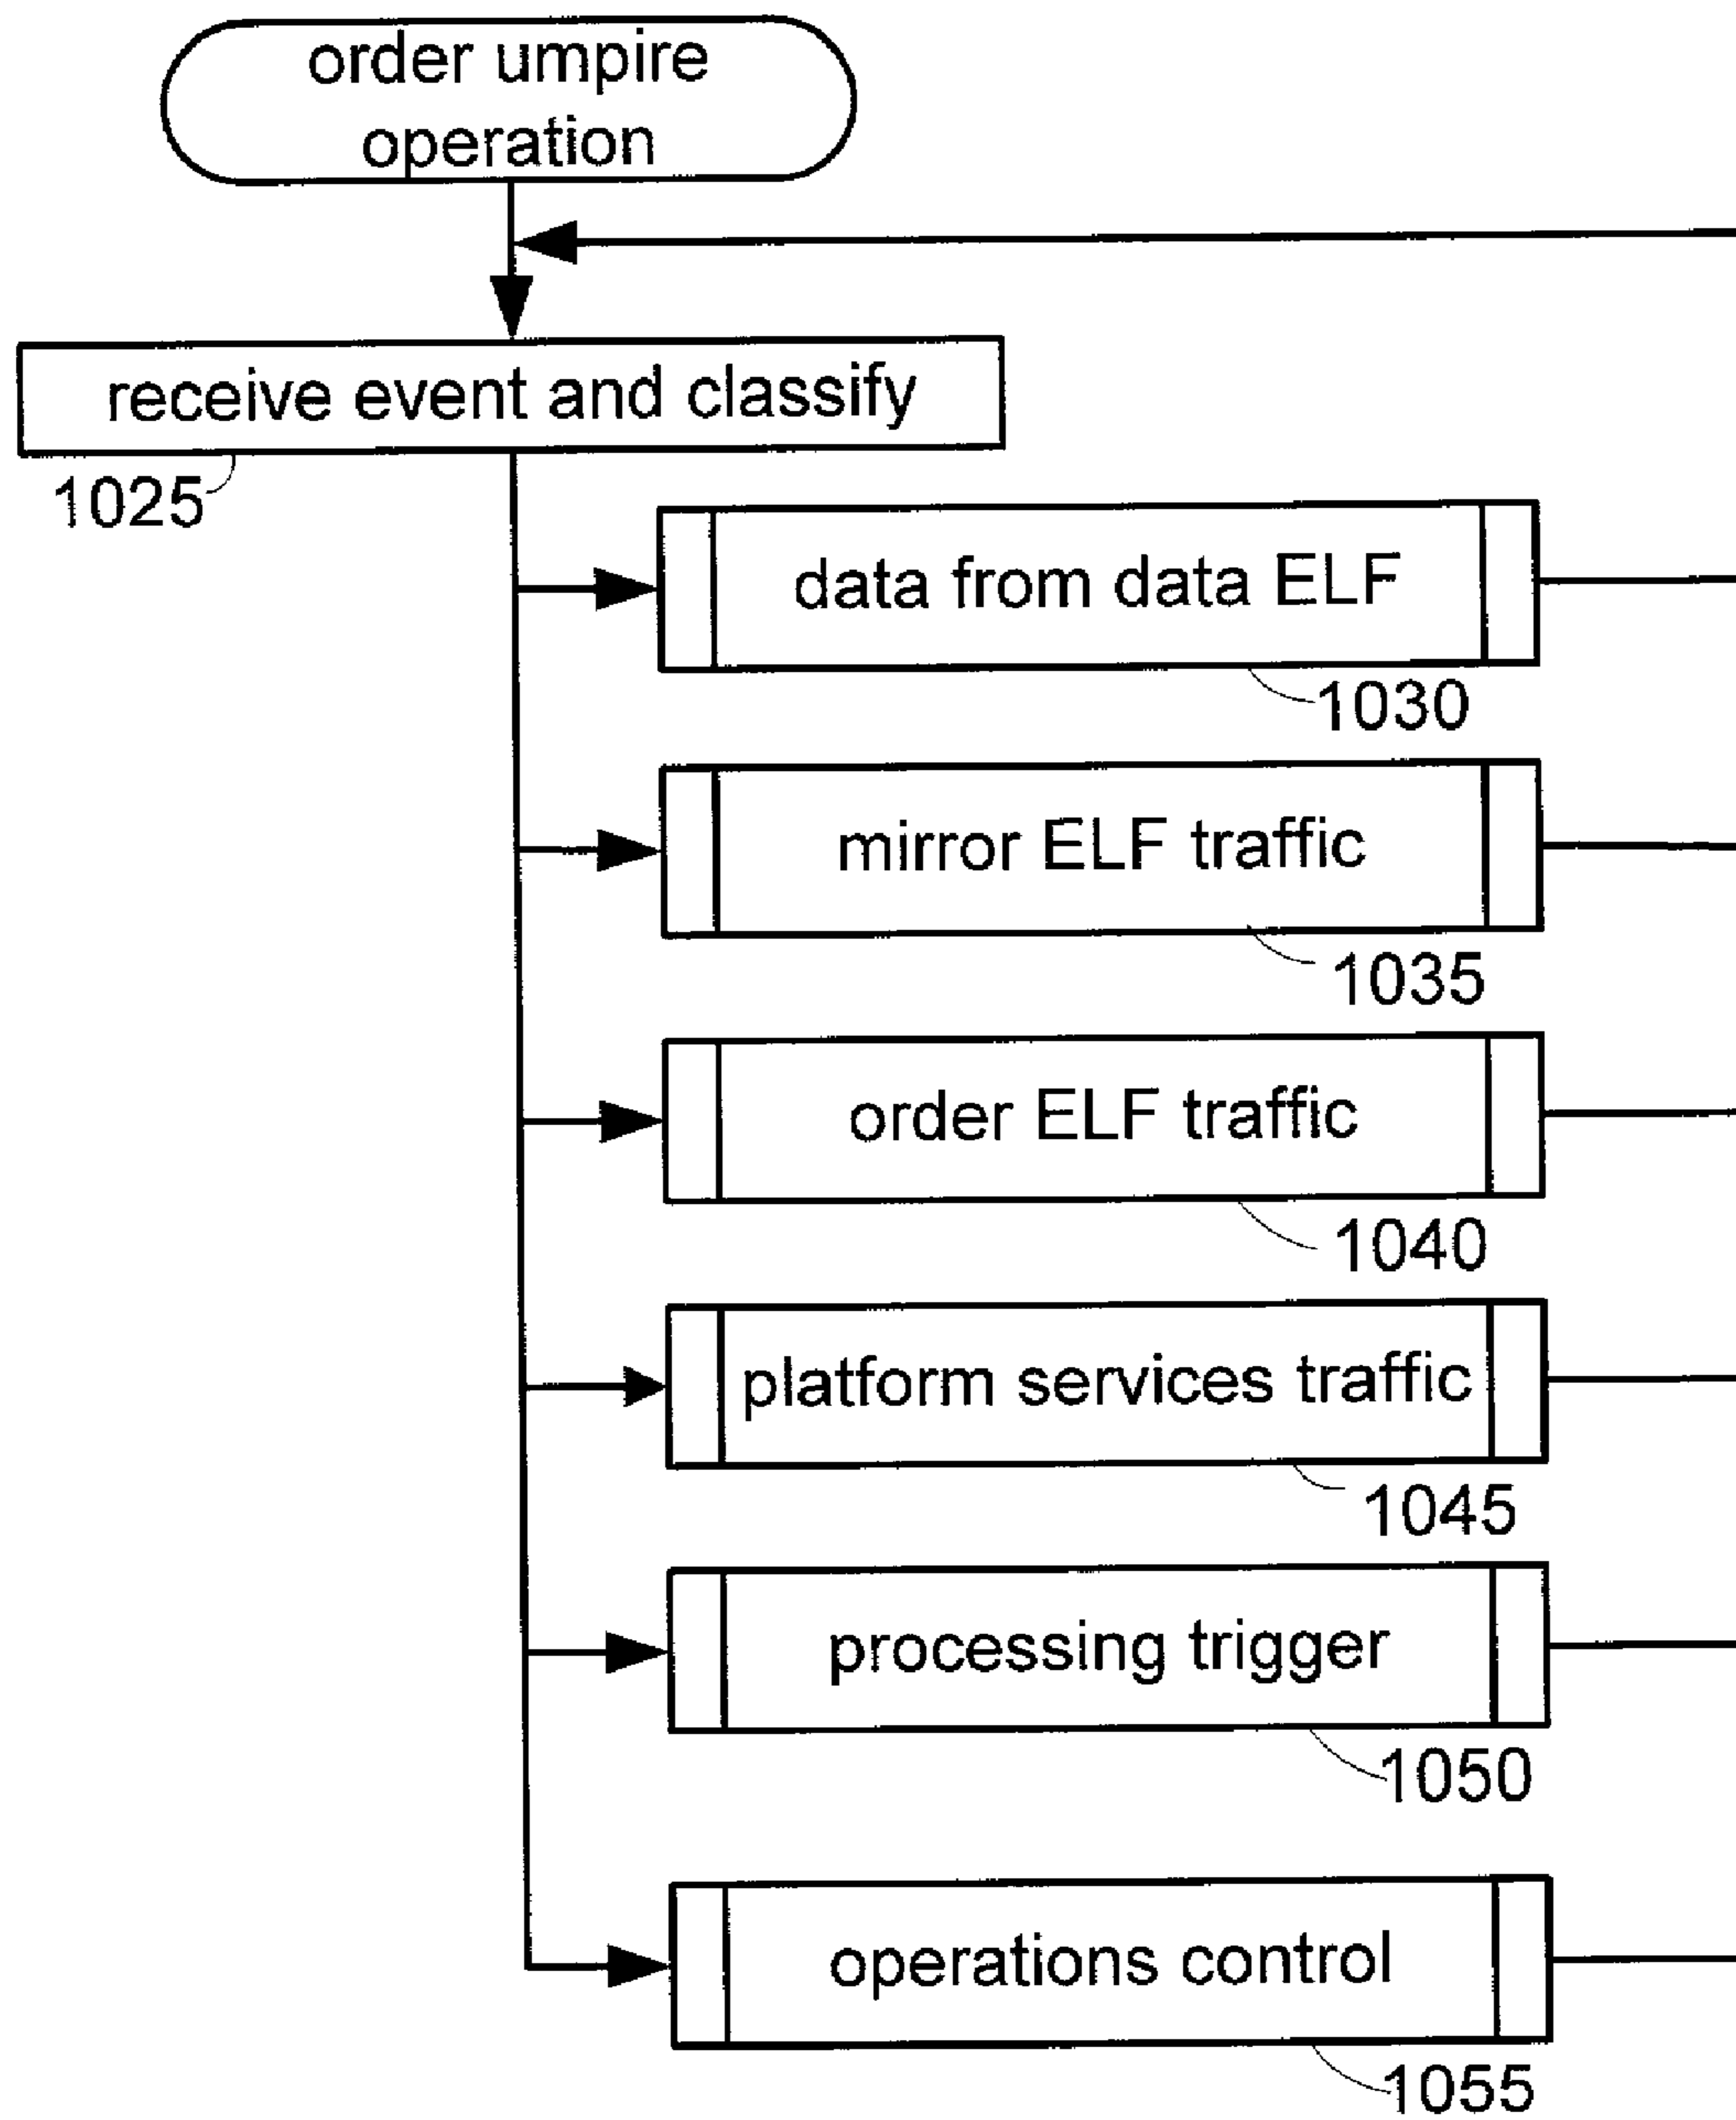 order umpire
operation
receive event and classify
1025
data from data ELF
1030
mirror ELF traffic
1035
order ELF traffic
1040
platform services traffic
1045
processing trigger
1050
operations control
1055